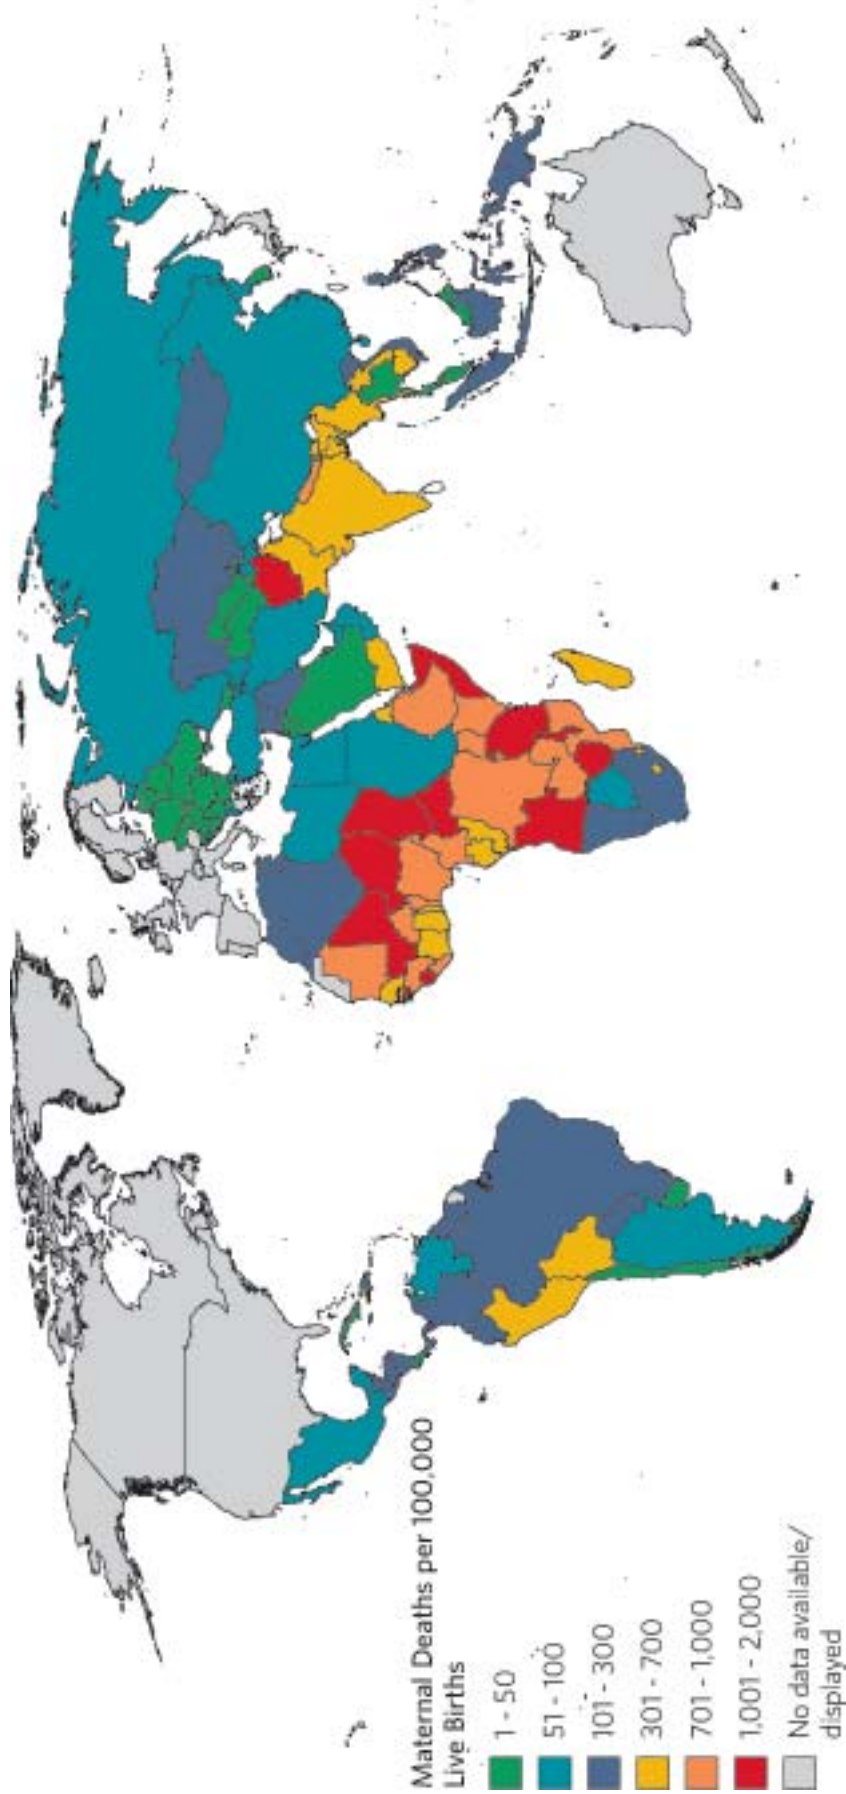 Maternal Deaths per 100,000
Live Births
1 - 50
51 - 100
101 - 300
301 - 700
701 - 1,000
1,001 - 2,000
No data available/
displayed